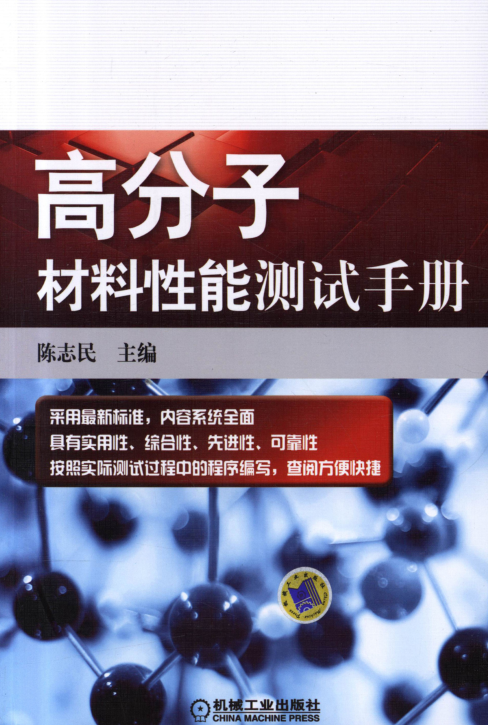 高分子
材料性能测试手册
陈志民 主编
采用最新标准，内容系统全面
具有实用性、综合性、先进性、可靠性
按照实际测试过程中的程序编写，查阅方便快捷
机械工业出版社
CHINA MACHINE PRESS